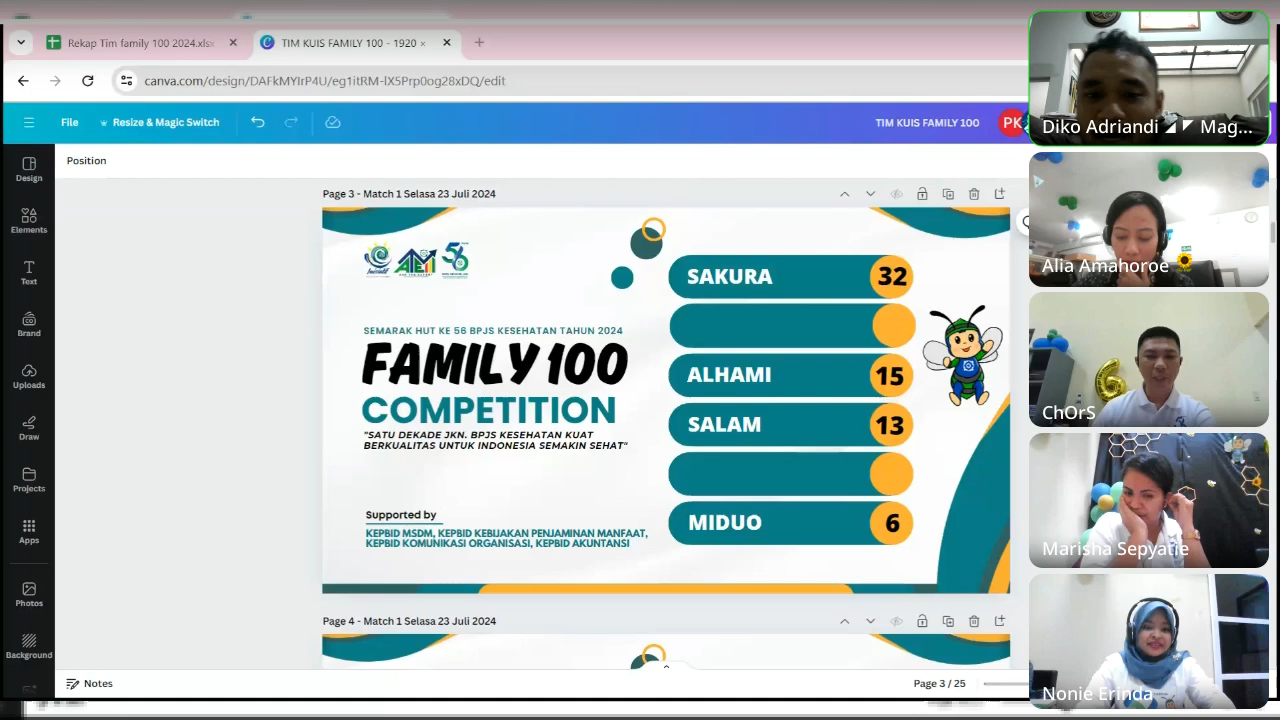 Rekap Tim family 100 2024.xlsx
TIM KUIS FAMILY 100 - 1920 ×
canva.com/design/DAFkMYIrP4U/eg1itRM-lX5Prp0og28xDQ/edit
File
Resize & Magic Switch
TIM KUIS FAMILY 100
PK
Position
Design
Elements
Text
Brand
Uploads
Draw
Projects
Apps
Photos
Background
Page 3 - Match 1 Selasa 23 Juli 2024
56
SEMARAK HUT KE 56 BPJS KESEHATAN TAHUN 2024
FAMILY 100
COMPETITION
"SATU DEKADE JKN. BPJS KESEHATAN KUAT
BERKUALITAS UNTUK INDONESIA SEMAKIN SEHAT"
Supported by
KEPBID MSDM, KEPBID KEBIJAKAN PENJAMINAN MANFAAT,
KEPBID KOMUNIKASI ORGANISASI, KEPBID AKUNTANSI
SAKURA 32
ALHAMI 15
SALAM 13
MIDUO 6
Page 4 - Match 1 Selasa 23 Juli 2024
Notes
Page 3 / 25
Diko Adriandi ◢ ◤ Mag...
Alia Amahoroe 🌻
ChOrS
Marisha Sepyatie
Nonie Erinda